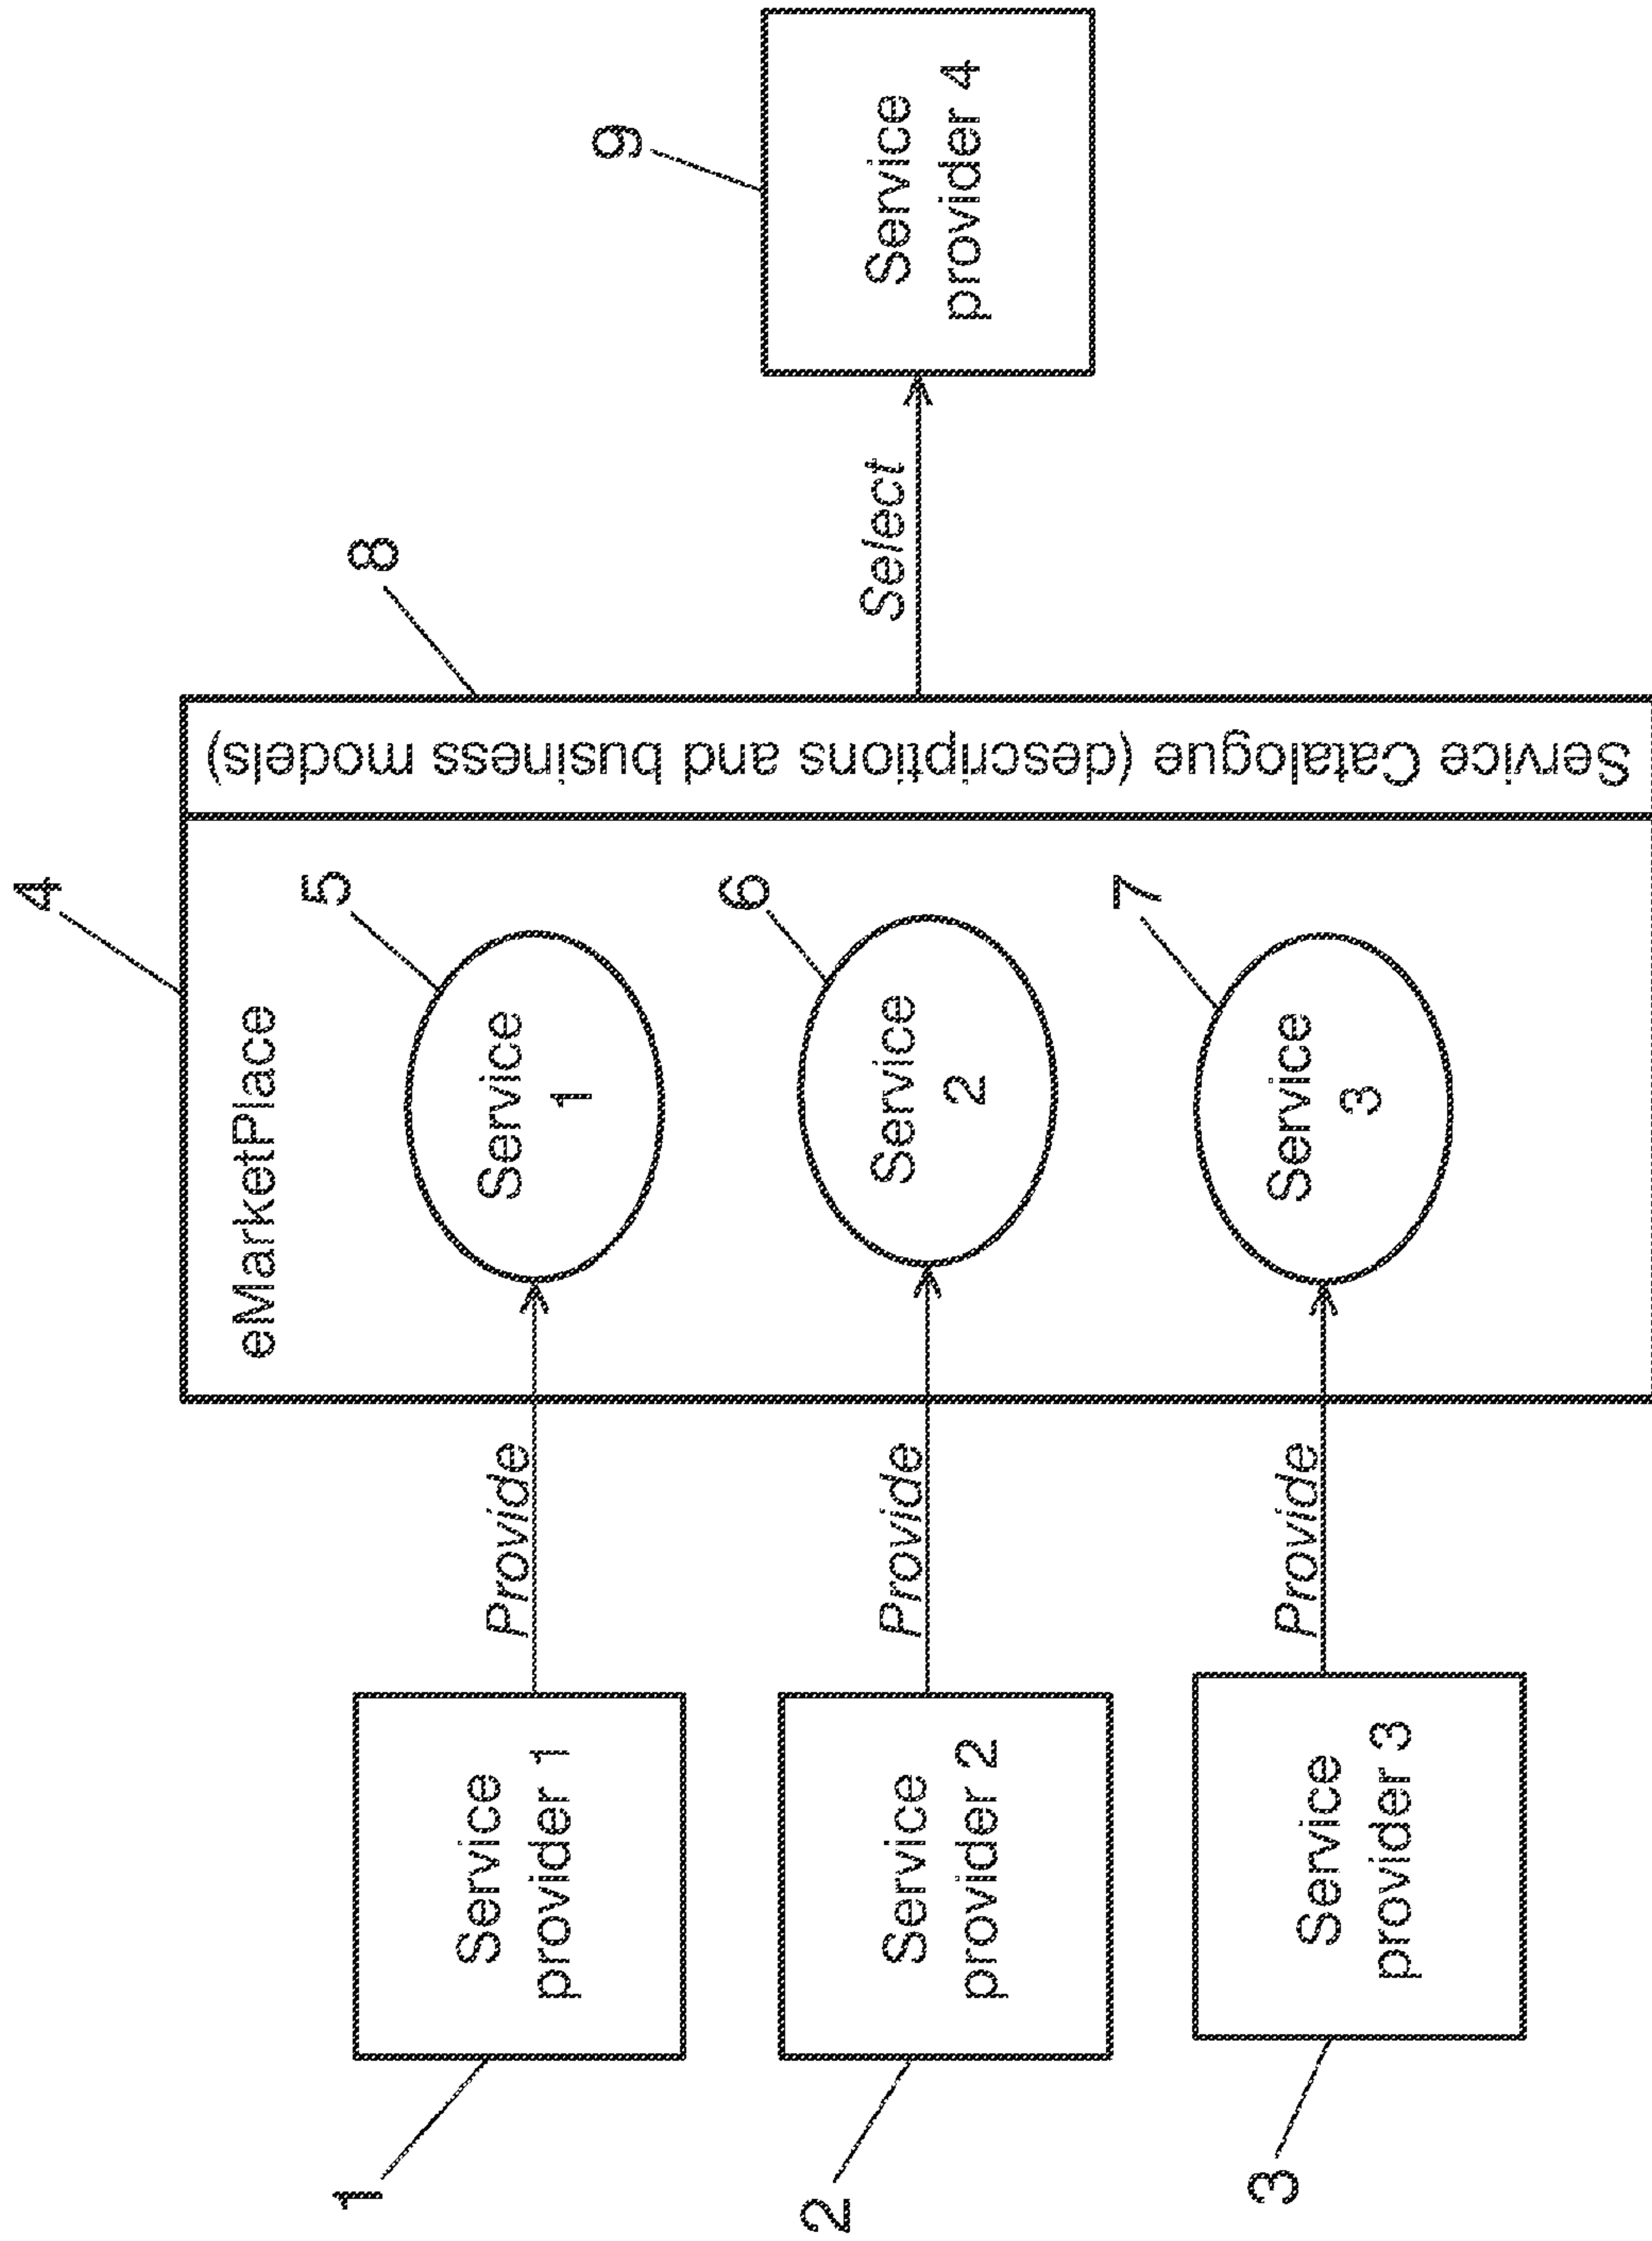 4
eMarketPlace
1
Service
provider 1
Provide
Service
1
5
2
Service
provider 2
Provide
Service
2
6
3
Service
provider 3
Provide
Service
3
7
Service Catalogue (descriptions and business models)
8
Select
Service
provider 4
9